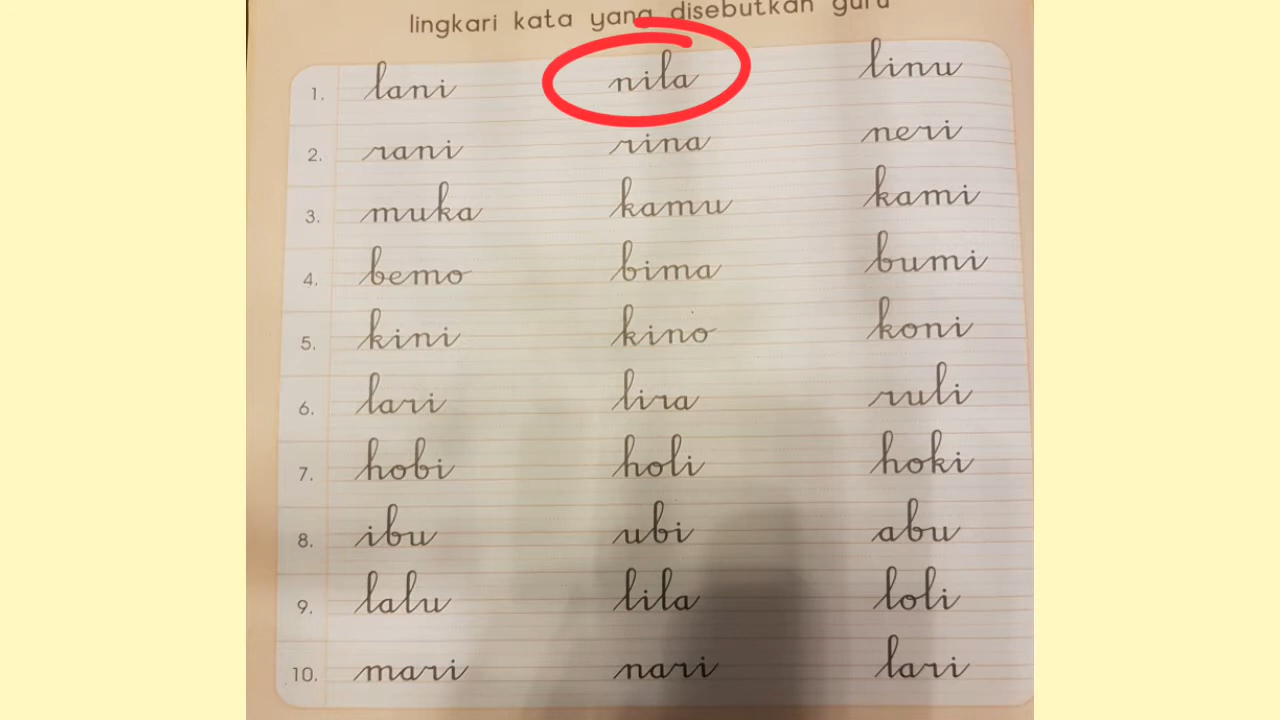 lingkari kata yang disebutkan guru
1. lani nila linu
2. rani rina neri
3. muka kamu kami
4. bemo bima bumi
5. kini kino koni
6. lari lira ruli
7. hobi holi hoki
8. ibu ubi abu
9. lalu lila loli
10. mari nari lari